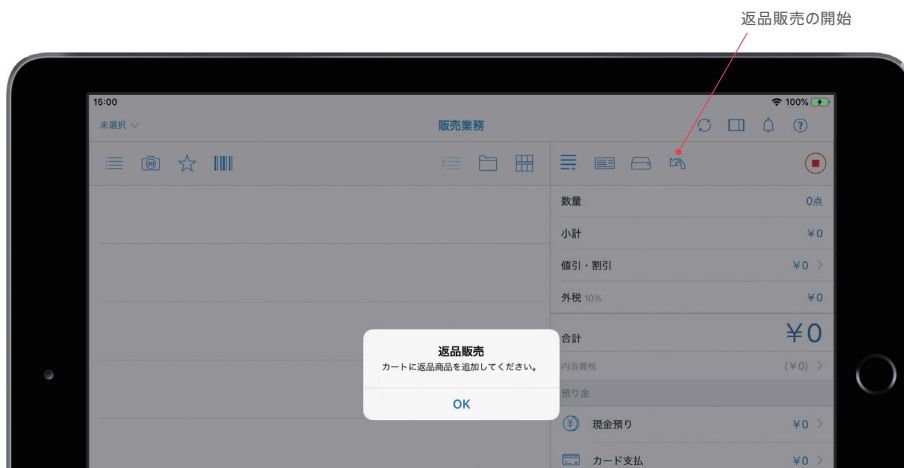 返品販売の開始
15:00
100%
未選択
販売業務
数量
0点
小計
¥0
値引・割引
¥0
外税 10%
¥0
合計
¥0
内消費税
(¥0)
預り金
現金預り
¥0
カード支払
¥0
返品販売
カートに返品商品を追加してください。
OK